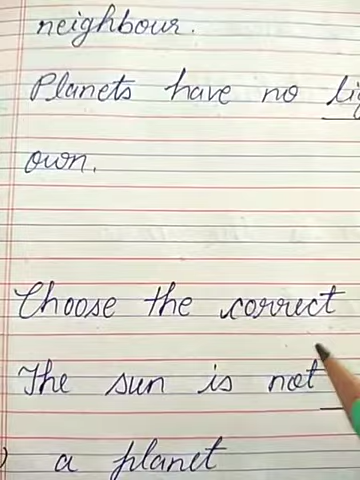 neighbour.
Planets have no
own.
Choose the correct
The sun is not
a planet